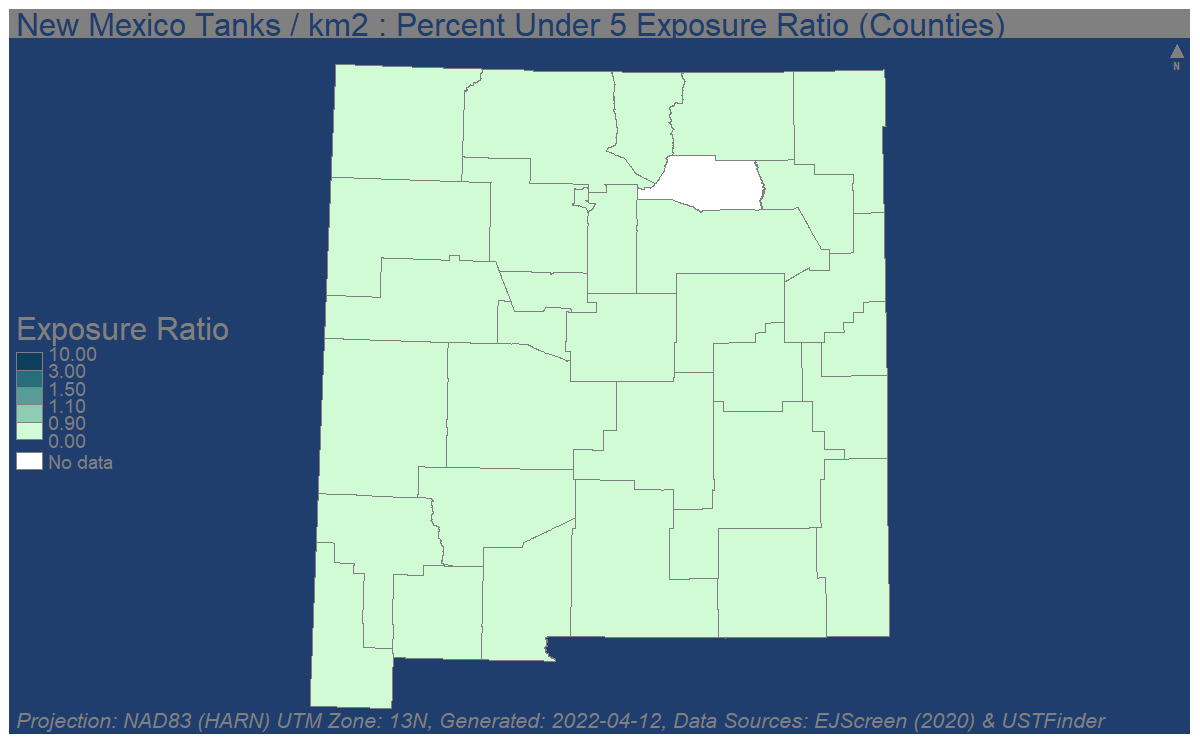 New Mexico Tanks / km2 : Percent Under 5 Exposure Ratio (Counties)
N
Exposure Ratio
10.00
3.00
1.50
1.10
0.90
0.00
No data
Projection: NAD83 (HARN) UTM Zone: 13N, Generated: 2022-04-12, Data Sources: EJScreen (2020) & USTFinder